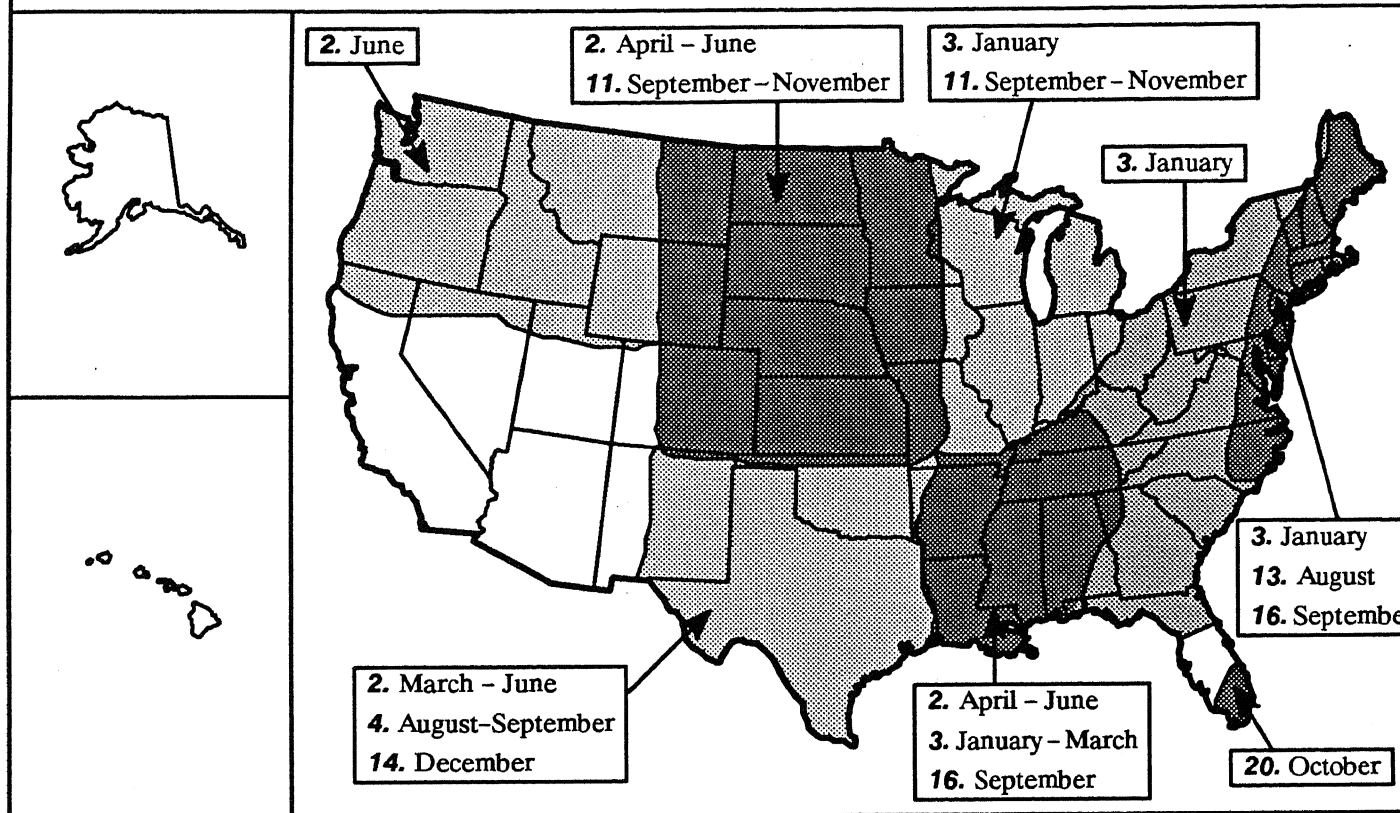 2. June
2. April – June
11. September – November
3. January
11. September – November
3. January
3. January
13. August
16. Septembe
2. March – June
4. August–September
14. December
2. April – June
3. January – March
16. September
20. October